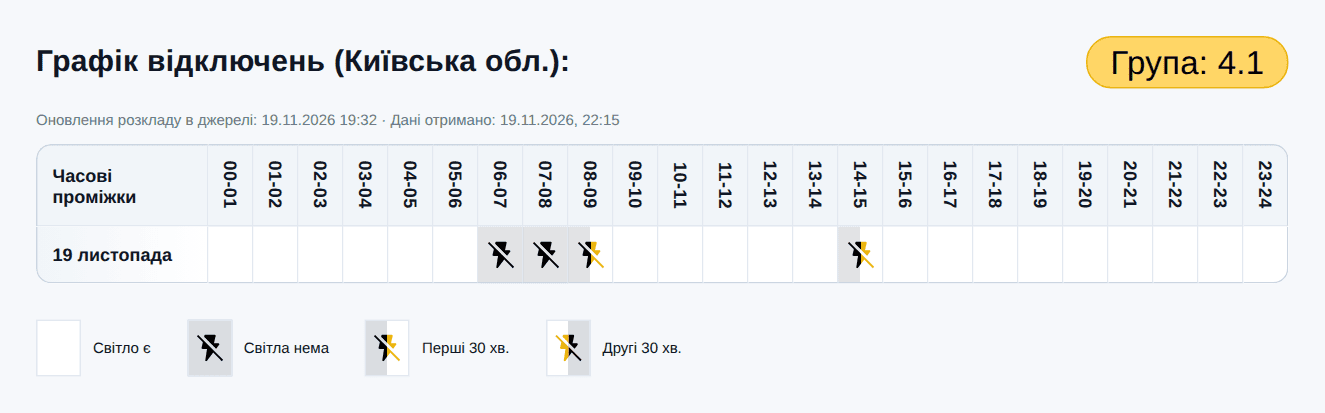 Графік відключень (Київська обл.):
Група: 4.1
Оновлення розкладу в джерелі: 19.11.2026 19:32 · Дані отримано: 19.11.2026, 22:15
Часові
проміжки
00-01
01-02
02-03
03-04
04-05
05-06
06-07
07-08
08-09
09-10
10-11
11-12
12-13
13-14
14-15
15-16
16-17
17-18
18-19
19-20
20-21
21-22
22-23
23-24
19 листопада
Світло є
Світла нема
Перші 30 хв.
Другі 30 хв.